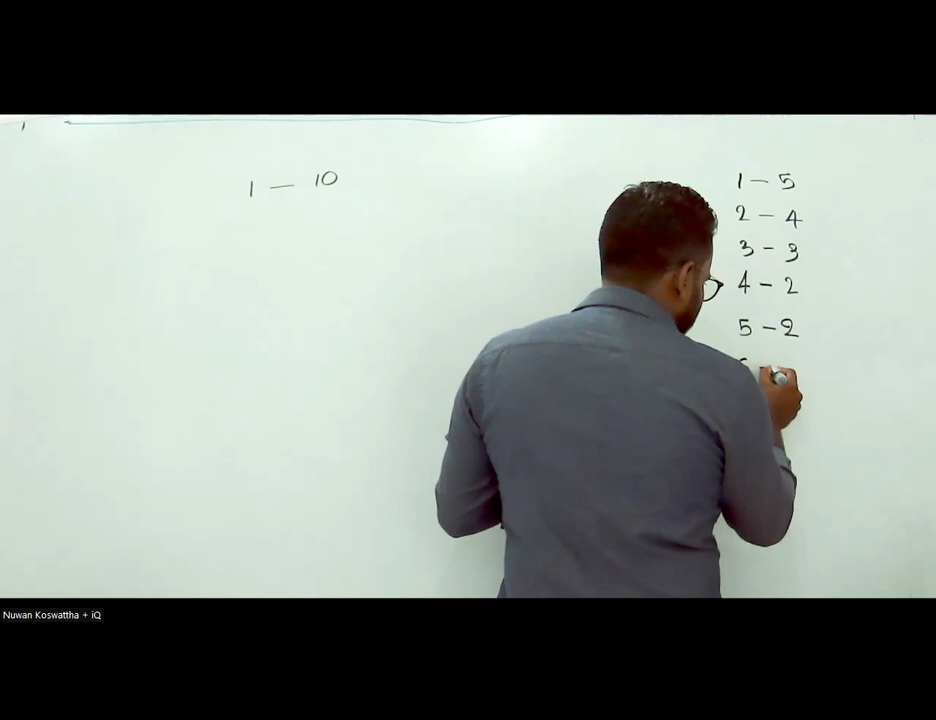 1 — 10
1 – 5
2 – 4
3 – 3
4 – 2
5 – 2
Nuwan Koswattha + iQ